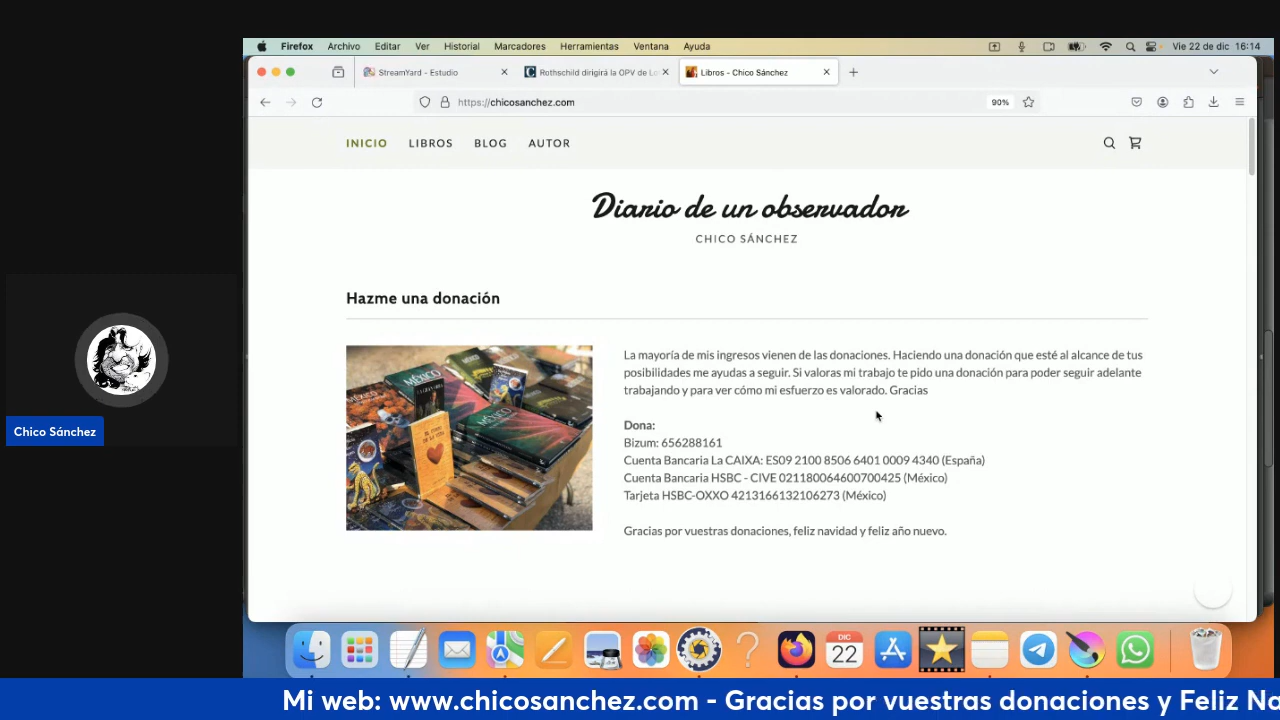 Firefox Archivo Editar Ver Historial Marcadores Herramientas Ventana Ayuda Vie 22 de dic 16:14
StreamYard - Estudio Rothschild dirigirá la OPV de Lo Libros - Chico Sánchez
https://chicosanchez.com 90%
INICIO LIBROS BLOG AUTOR
Diario de un observador
CHICO SÁNCHEZ
Hazme una donación
La mayoría de mis ingresos vienen de las donaciones. Haciendo una donación que esté al alcance de tus
posibilidades me ayudas a seguir. Si valoras mi trabajo te pido una donación para poder seguir adelante
trabajando y para ver cómo mi esfuerzo es valorado. Gracias
Dona:
Bizum: 656288161
Cuenta Bancaria La CAIXA: ES09 2100 8506 6401 0009 4340 (España)
Cuenta Bancaria HSBC - CIVE 021180064600700425 (México)
Tarjeta HSBC-OXXO 4213166132106273 (México)
Gracias por vuestras donaciones, feliz navidad y feliz año nuevo.
MÉXICO
MÉXICO
Chico Sánchez
DIC
22
Mi web: www.chicosanchez.com - Gracias por vuestras donaciones y Feliz Na